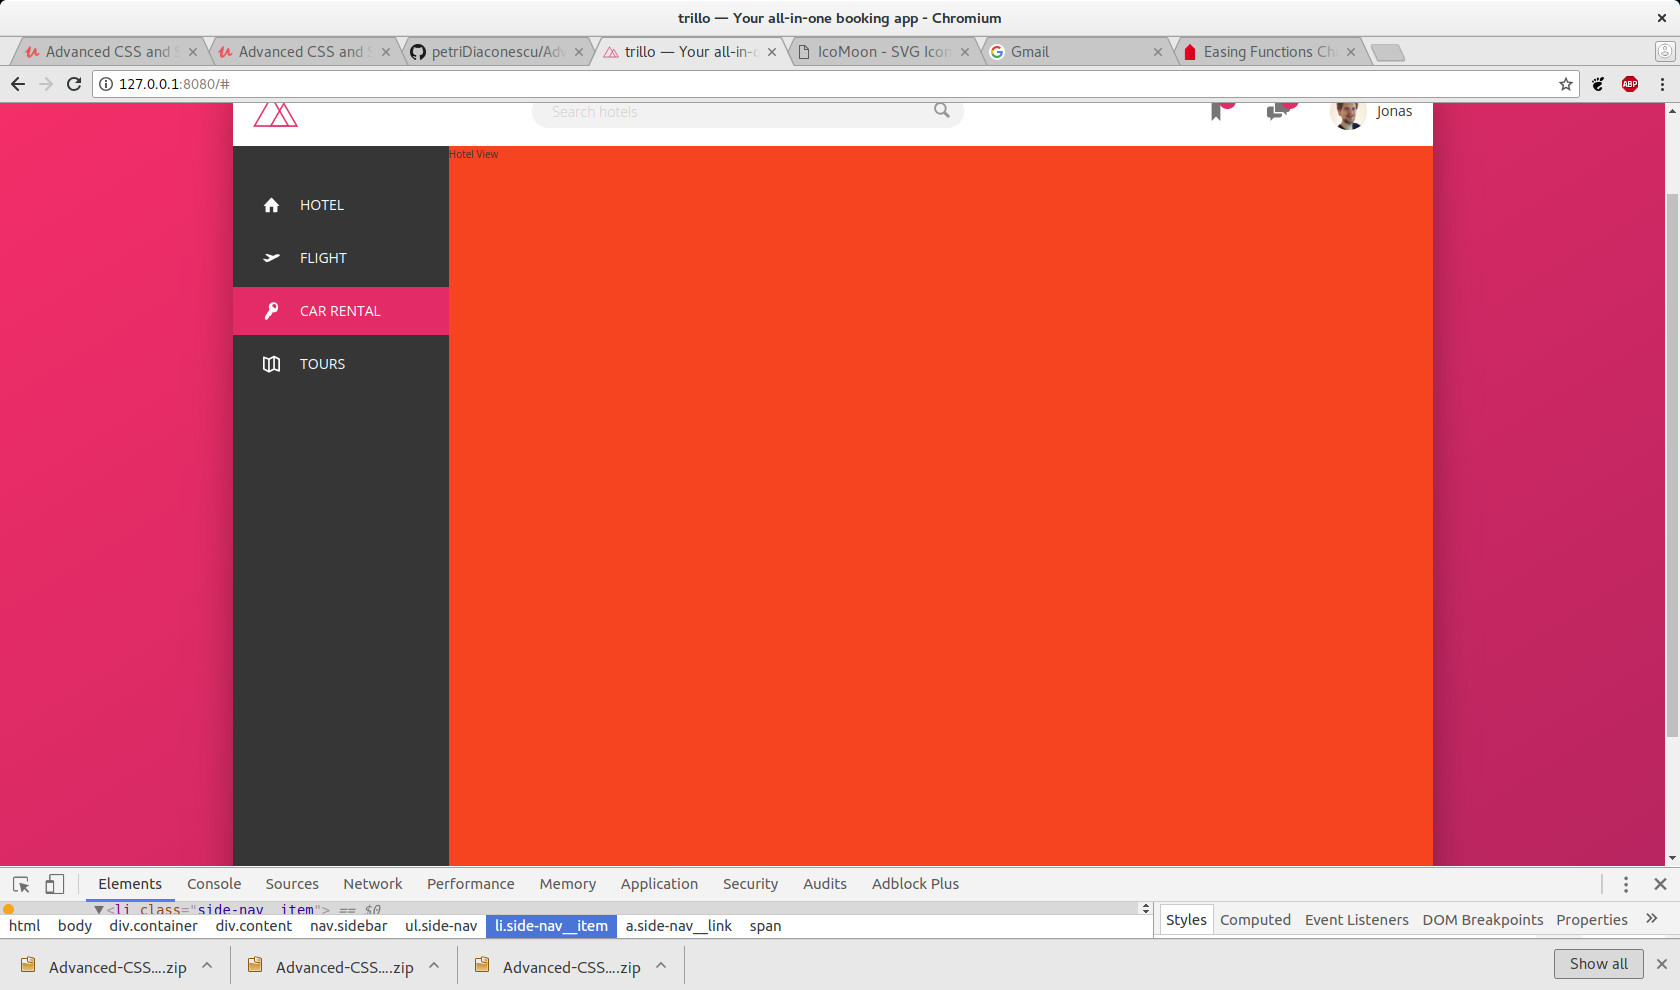 trillo — Your all-in-one booking app - Chromium
Advanced CSS and S
Advanced CSS and S
petriDiaconescu/Adv
trillo — Your all-in-o
IcoMoon - SVG Icon
Gmail
Easing Functions Ch
127.0.0.1:8080/#
ABP
Search hotels
Jonas
Hotel View
HOTEL
FLIGHT
CAR RENTAL
TOURS
Elements Console Sources Network Performance Memory Application Security Audits Adblock Plus
<li class="side-nav__item"> == $0
html body div.container div.content nav.sidebar ul.side-nav li.side-nav__item a.side-nav__link span
Styles Computed Event Listeners DOM Breakpoints Properties »
Advanced-CSS....zip
Advanced-CSS....zip
Advanced-CSS....zip
Show all